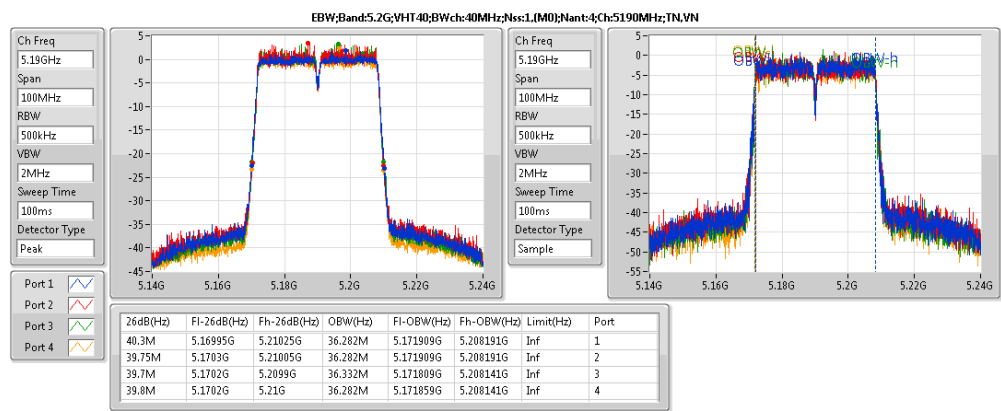 EBW;Band:5.2G;VHT40;BWch:40MHz;Nss:1,(M0);Nant:4;Ch:5190MHz;TN,VN
Ch Freq
5.19GHz
Span
100MHz
RBW
500kHz
VBW
2MHz
Sweep Time
100ms
Detector Type
Peak
5
0
-5
-10
-15
-20
-25
-30
-35
-40
-45
5.14G 5.16G 5.18G 5.2G 5.22G 5.24G
Ch Freq
5.19GHz
Span
100MHz
RBW
500kHz
VBW
2MHz
Sweep Time
100ms
Detector Type
Sample
5
0
-5
-10
-15
-20
-25
-30
-35
-40
-45
-50
-55
5.14G 5.16G 5.18G 5.2G 5.22G 5.24G
Port 1
Port 2
Port 3
Port 4
26dB(Hz) Fl-26dB(Hz) Fh-26dB(Hz) OBW(Hz) Fl-OBW(Hz) Fh-OBW(Hz) Limit(Hz) Port
40.3M 5.16995G 5.21025G 36.282M 5.171909G 5.208191G Inf 1
39.75M 5.1703G 5.21005G 36.282M 5.171909G 5.208191G Inf 2
39.7M 5.1702G 5.2099G 36.332M 5.171809G 5.208141G Inf 3
39.8M 5.1702G 5.21G 36.282M 5.171859G 5.208141G Inf 4